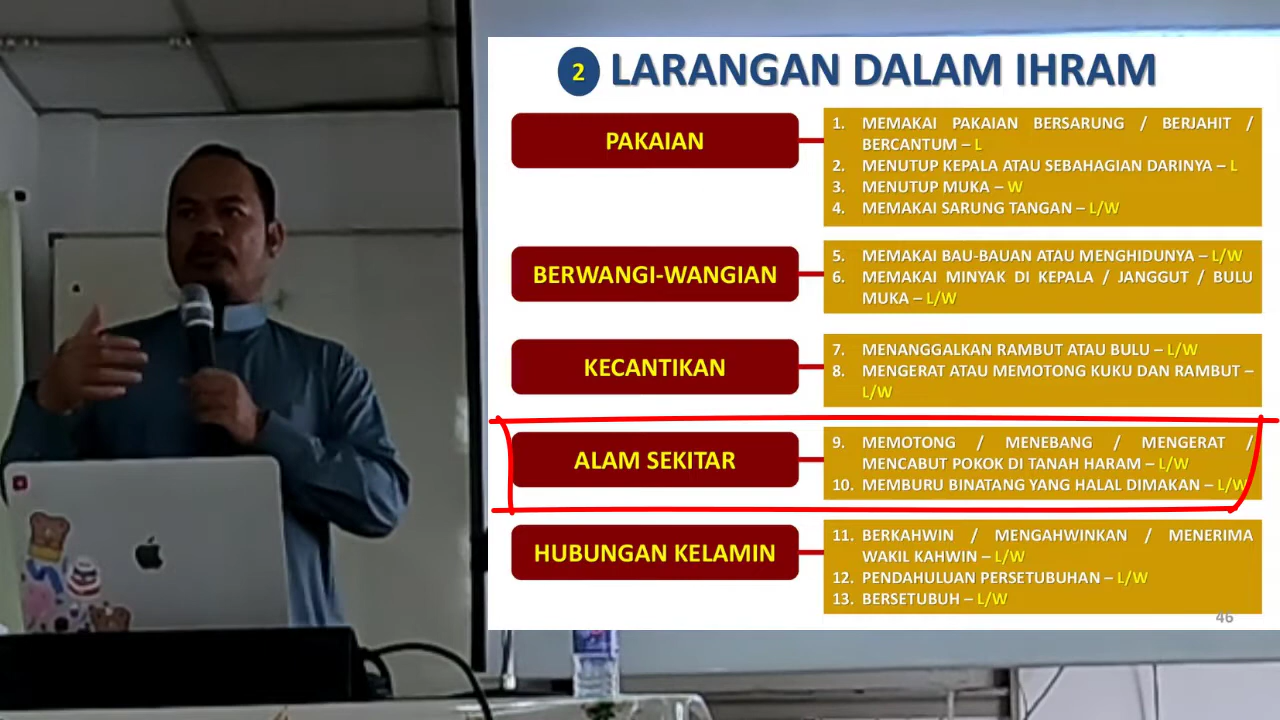 2 LARANGAN DALAM IHRAM
PAKAIAN
1. MEMAKAI PAKAIAN BERSARUNG / BERJAHIT /
BERCANTUM – L
2. MENUTUP KEPALA ATAU SEBAHAGIAN DARINYA – L
3. MENUTUP MUKA – W
4. MEMAKAI SARUNG TANGAN – L/W
BERWANGI-WANGIAN
5. MEMAKAI BAU-BAUAN ATAU MENGHIDUNYA – L/W
6. MEMAKAI MINYAK DI KEPALA / JANGGUT / BULU
MUKA – L/W
KECANTIKAN
7. MENANGGALKAN RAMBUT ATAU BULU – L/W
8. MENGERAT ATAU MEMOTONG KUKU DAN RAMBUT –
L/W
ALAM SEKITAR
9. MEMOTONG / MENEBANG / MENGERAT /
MENCABUT POKOK DI TANAH HARAM – L/W
10. MEMBURU BINATANG YANG HALAL DIMAKAN – L/W
HUBUNGAN KELAMIN
11. BERKAHWIN / MENGAHWINKAN / MENERIMA
WAKIL KAHWIN – L/W
12. PENDAHULUAN PERSETUBUHAN – L/W
13. BERSETUBUH – L/W
46